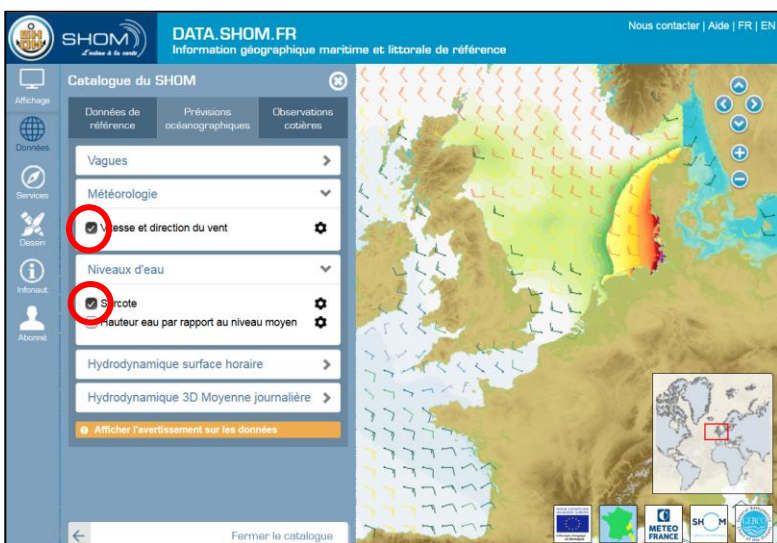 SHOM
L'océan à la carte
DATA.SHOM.FR
Information géographique maritime et littorale de référence
Nous contacter | Aide | FR | EN
Affichage
Données
Services
Dessin
Infonaut
Abonné
Catalogue du SHOM
Données de référence
Prévisions océanographiques
Observations cotières
Vagues
Météorologie
Vitesse et direction du vent
Niveaux d'eau
Surcote
Hauteur eau par rapport au niveau moyen
Hydrodynamique surface horaire
Hydrodynamique 3D Moyenne journalière
Afficher l'avertissement sur les données
Fermer le catalogue
METEO
FRANCE
SHOM
GEBCO